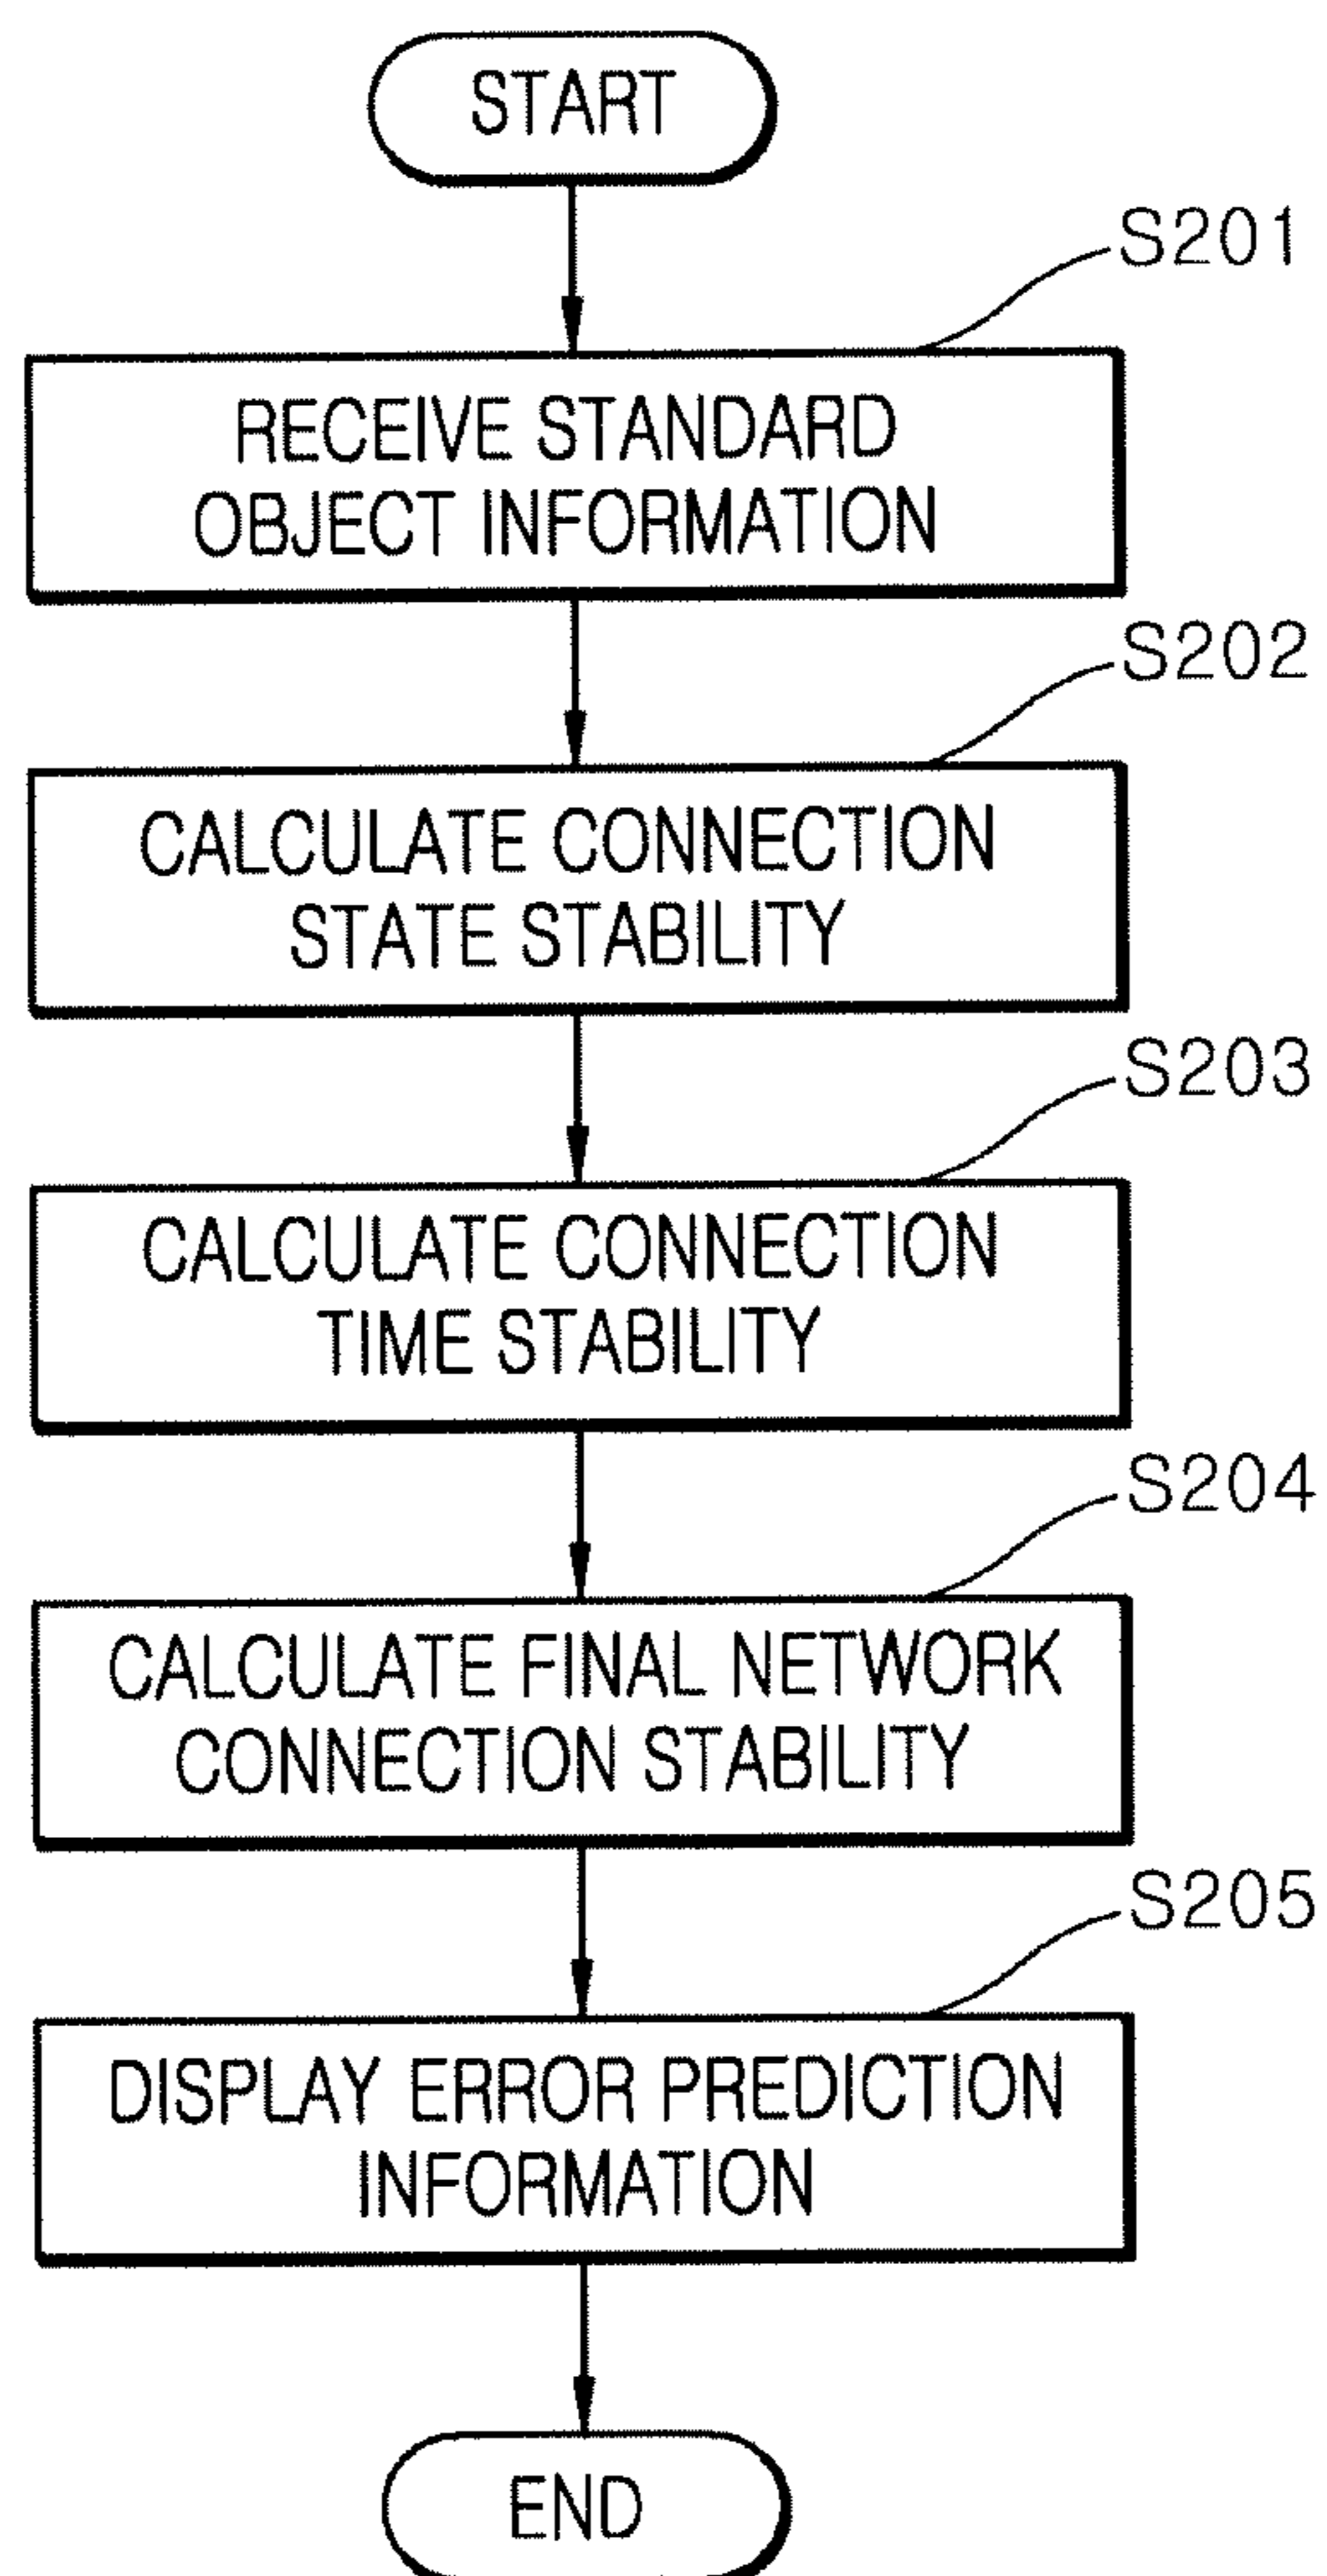 START
S201
RECEIVE STANDARD
OBJECT INFORMATION
S202
CALCULATE CONNECTION
STATE STABILITY
S203
CALCULATE CONNECTION
TIME STABILITY
S204
CALCULATE FINAL NETWORK
CONNECTION STABILITY
S205
DISPLAY ERROR PREDICTION
INFORMATION
END